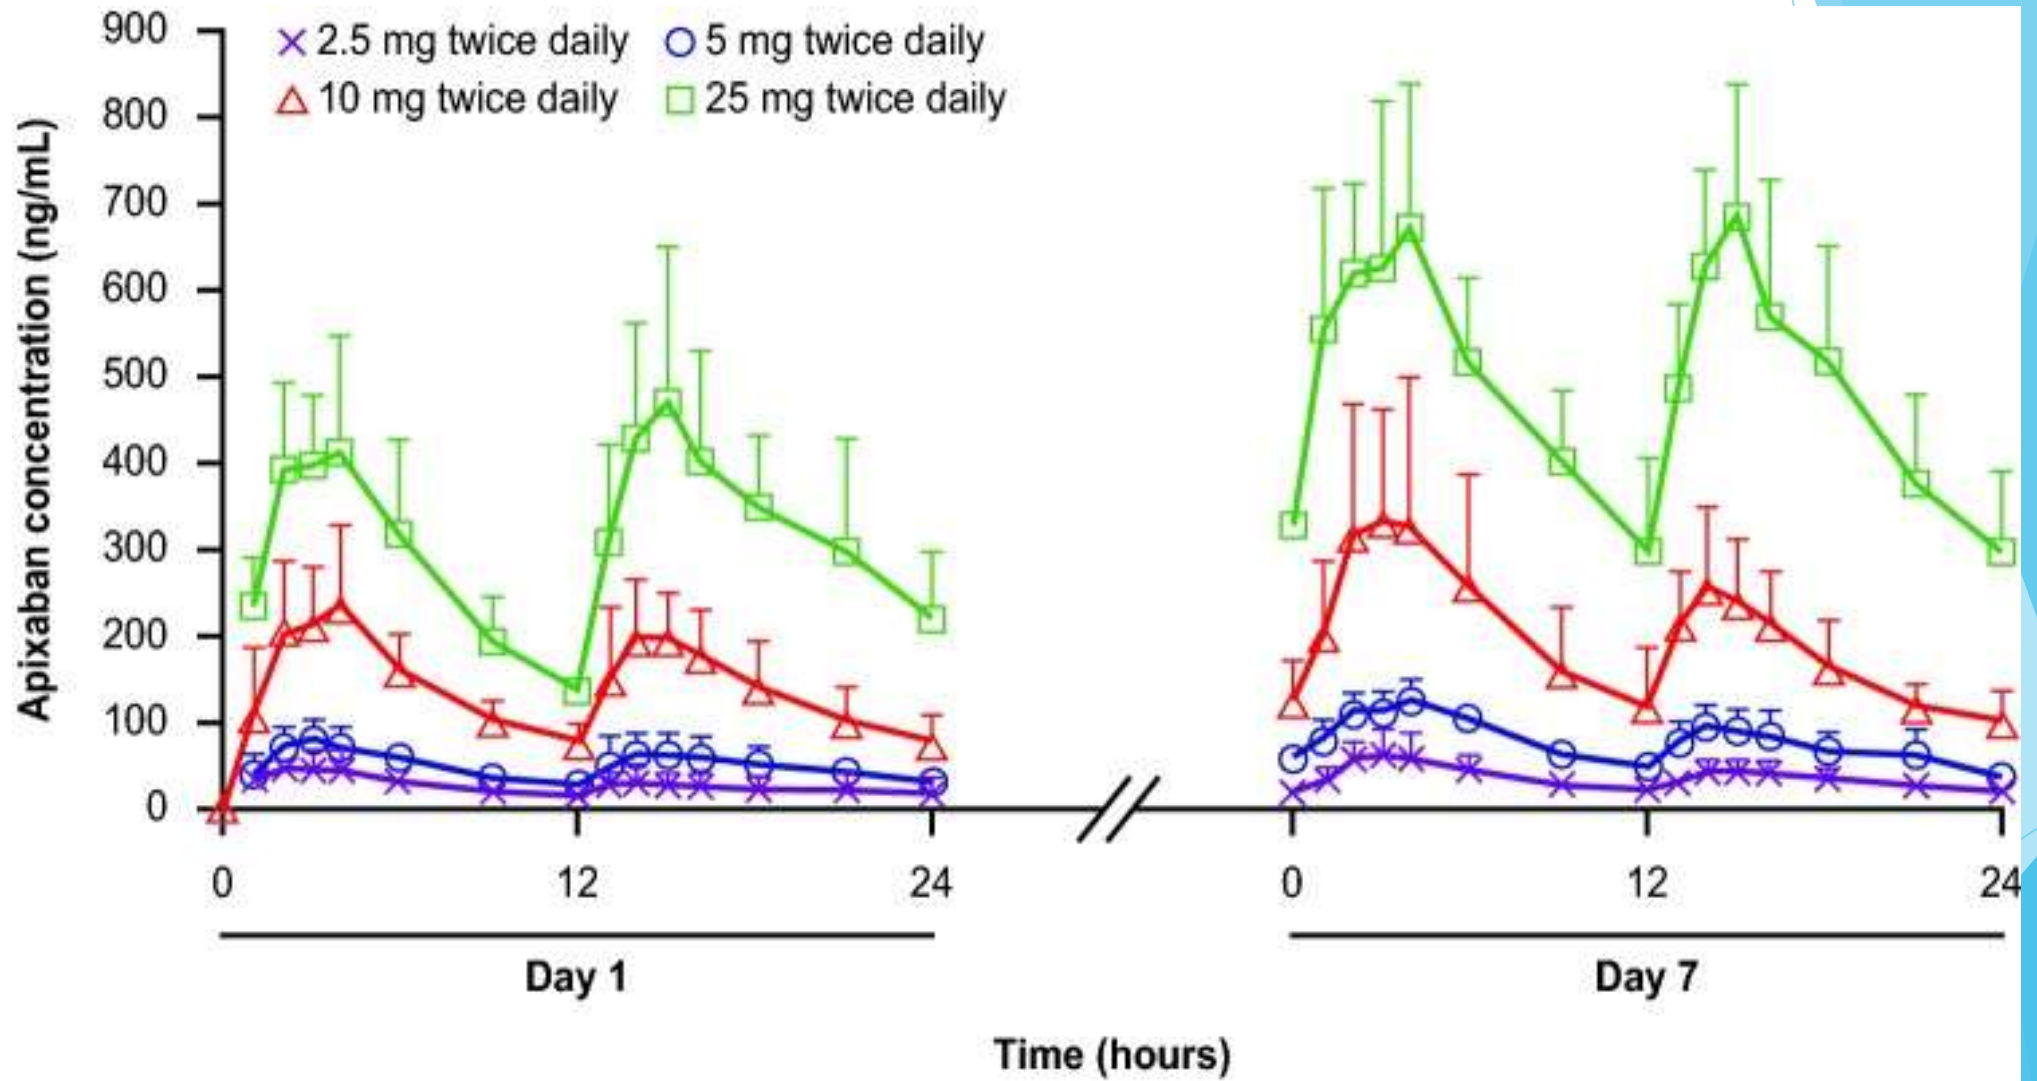 900
800
700
600
500
400
300
200
100
0
Apixaban concentration (ng/mL)
2.5 mg twice daily 5 mg twice daily
10 mg twice daily 25 mg twice daily
0 12 24 0 12 24
Day 1 Day 7
Time (hours)